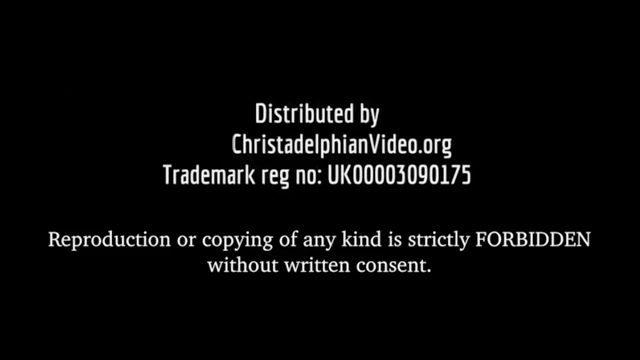 Distributed by
ChristadelphianVideo.org
Trademark reg no: UK00003090175
Reproduction or copying of any kind is strictly FORBIDDEN
without written consent.